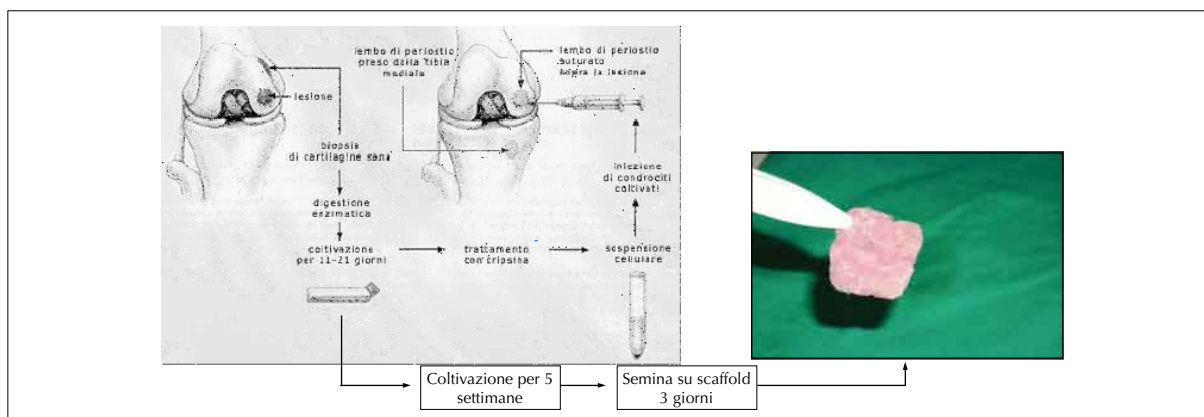 lembo di periostio
preso dalla tibia
mediale
lembo di periostio
suturato
sopra la lesione
lesione
biopsia
di cartilagine sana
iniezione
di condrociti
coltivati
digestione
enzimatica
coltivazione
per 11-21 giorni
trattamento
con tripsina
sospensione
cellulare
Coltivazione per 5
settimane
Semina su scaffold
3 giorni